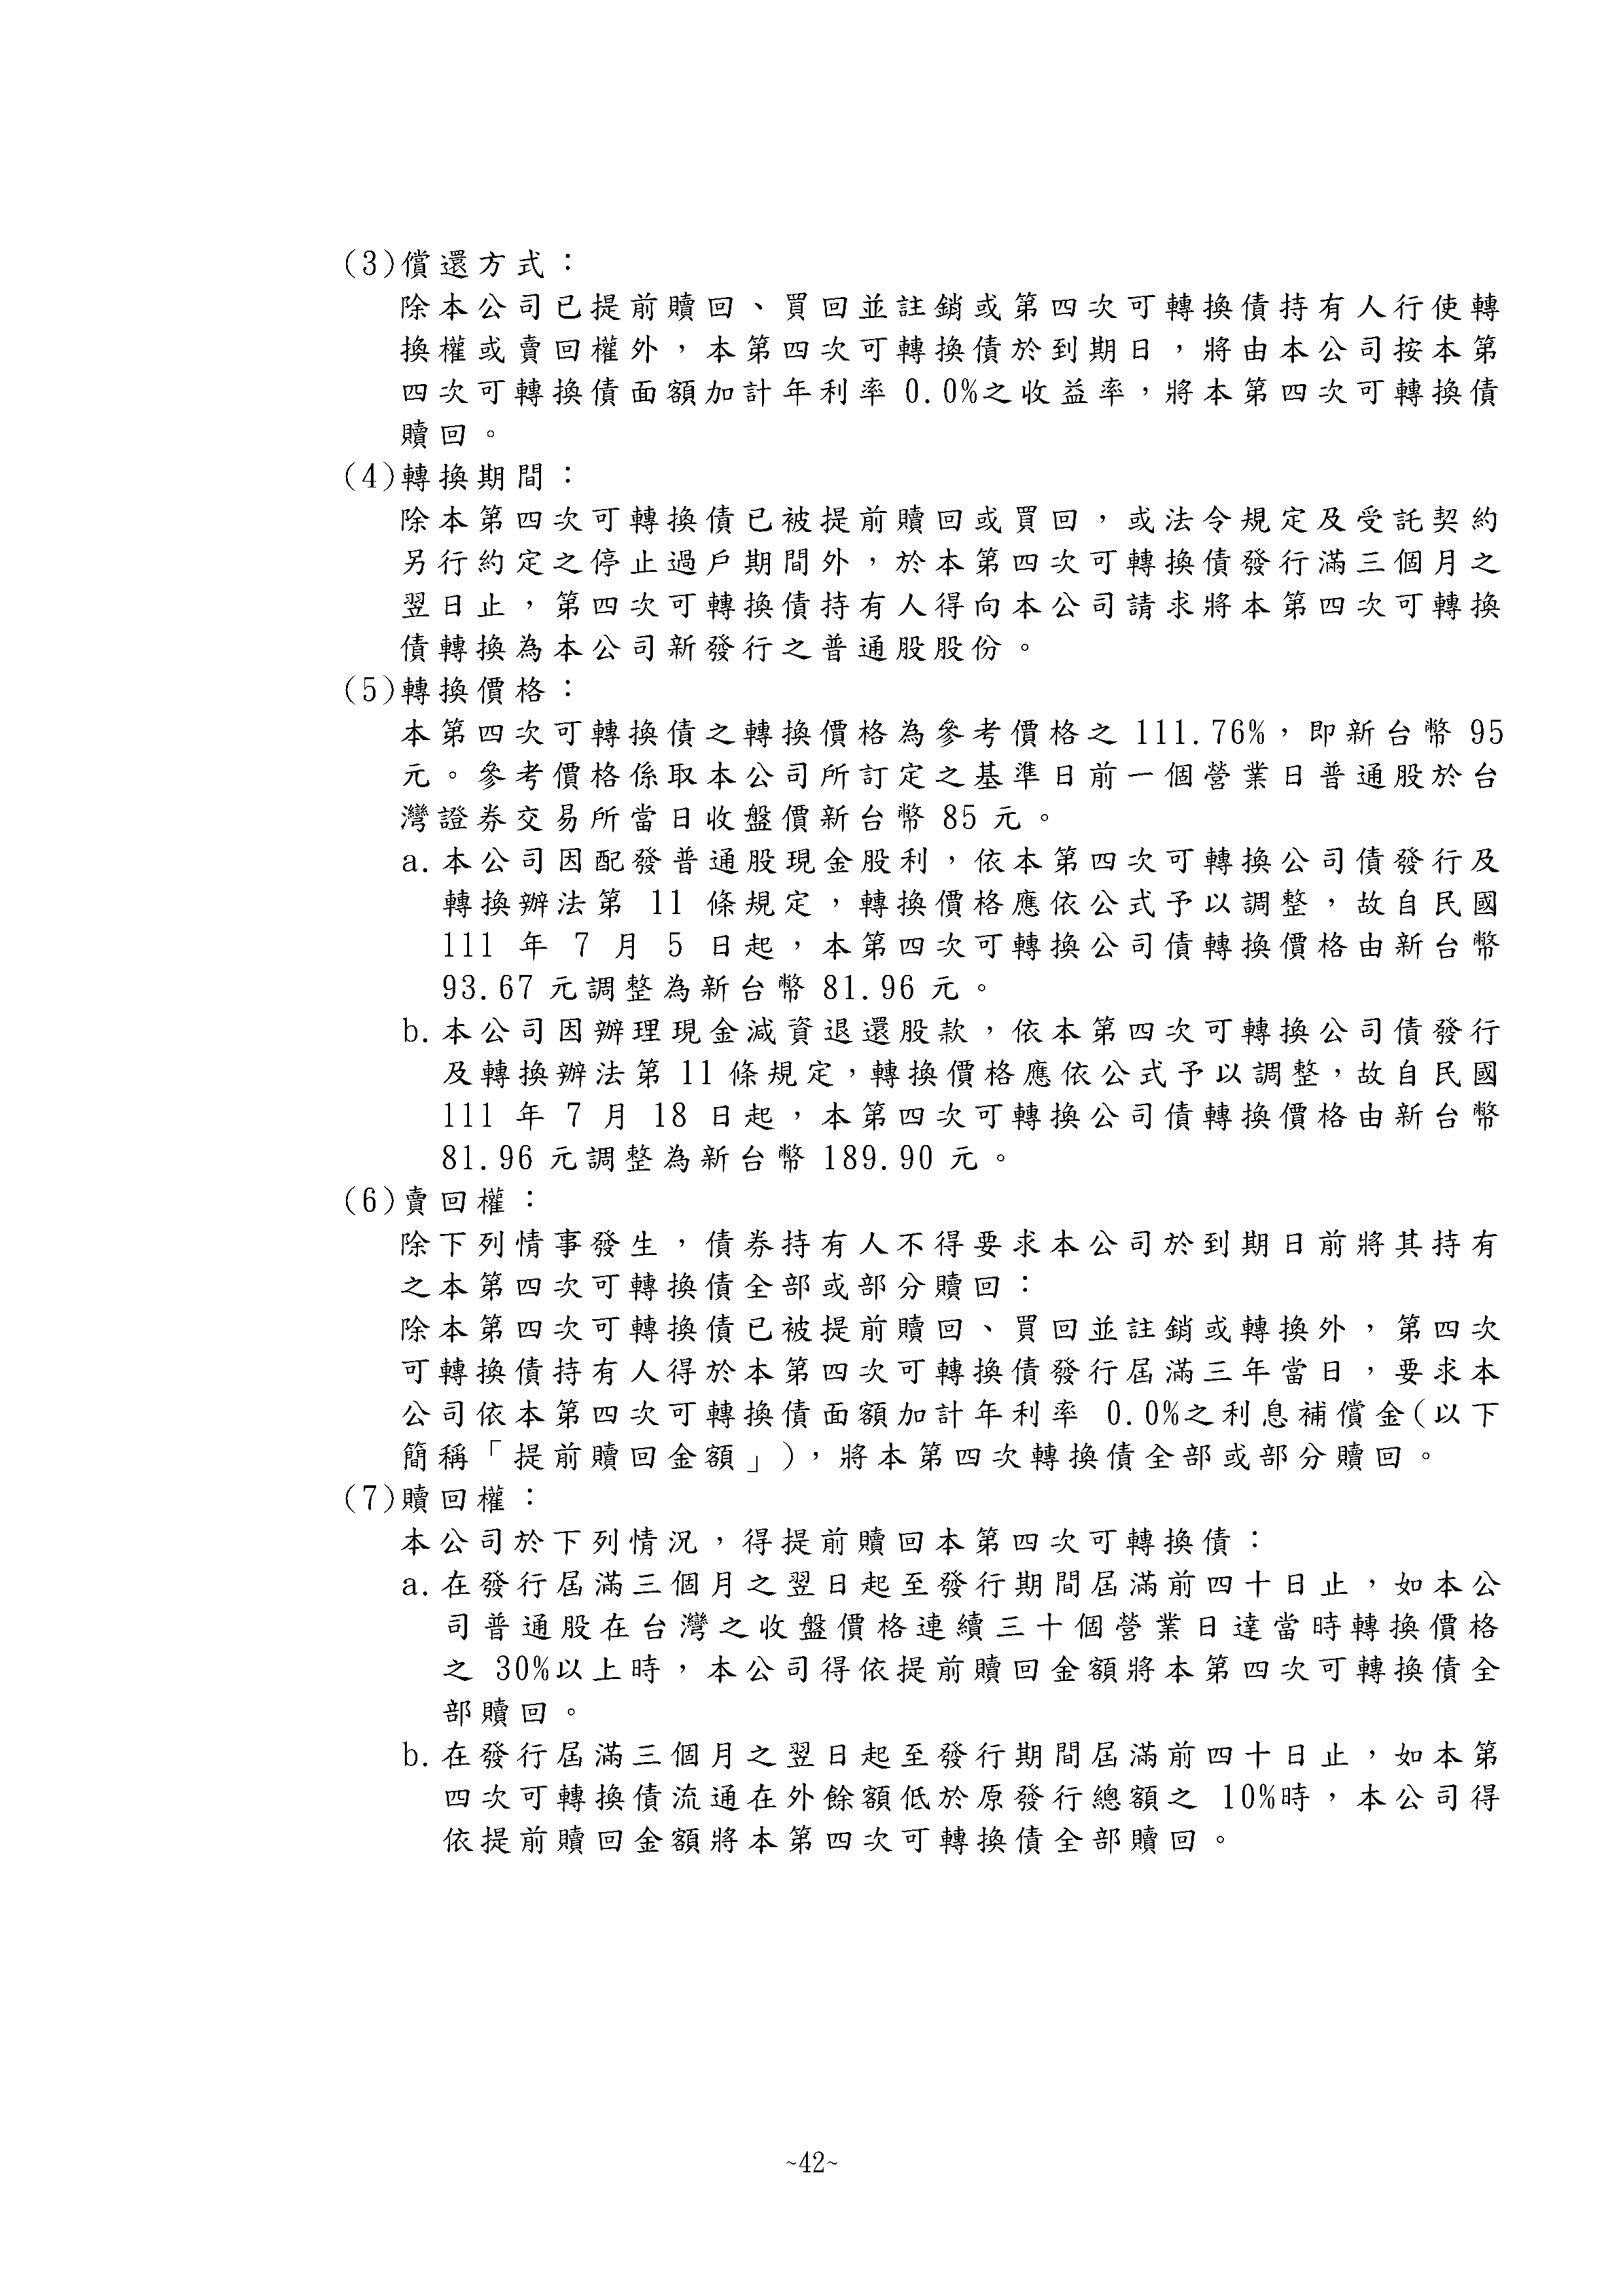 (3)償還方式：
除本公司已提前贖回、買回並註銷或第四次可轉換債持有人行使轉
換權或賣回權外，本第四次可轉換債於到期日，將由本公司按本第
四次可轉換債面額加計年利率 0.0%之收益率，將本第四次可轉換債
贖回。
(4)轉換期間：
除本第四次可轉換債已被提前贖回或買回，或法令規定及受託契約
另行約定之停止過戶期間外，於本第四次可轉換債發行滿三個月之
翌日止，第四次可轉換債持有人得向本公司請求將本第四次可轉換
債轉換為本公司新發行之普通股股份。
(5)轉換價格：
本第四次可轉換債之轉換價格為參考價格之 111.76%，即新台幣 95
元。參考價格係取本公司所訂定之基準日前一個營業日普通股於台
灣證券交易所當日收盤價新台幣 85 元。
a.本公司因配發普通股現金股利，依本第四次可轉換公司債發行及
轉換辦法第 11 條規定，轉換價格應依公式予以調整，故自民國
111 年 7 月 5 日起，本第四次可轉換公司債轉換價格由新台幣
93.67 元調整為新台幣 81.96 元。
b.本公司因辦理現金減資退還股款，依本第四次可轉換公司債發行
及轉換辦法第 11 條規定，轉換價格應依公式予以調整，故自民國
111 年 7 月 18 日起，本第四次可轉換公司債轉換價格由新台幣
81.96 元調整為新台幣 189.90 元。
(6)賣回權：
除下列情事發生，債券持有人不得要求本公司於到期日前將其持有
之本第四次可轉換債全部或部分贖回：
除本第四次可轉換債已被提前贖回、買回並註銷或轉換外，第四次
可轉換債持有人得於本第四次可轉換債發行屆滿三年當日，要求本
公司依本第四次可轉換債面額加計年利率 0.0%之利息補償金(以下
簡稱「提前贖回金額」)，將本第四次轉換債全部或部分贖回。
(7)贖回權：
本公司於下列情況，得提前贖回本第四次可轉換債：
a.在發行屆滿三個月之翌日起至發行期間屆滿前四十日止，如本公
司普通股在台灣之收盤價格連續三十個營業日達當時轉換價格
之 30%以上時，本公司得依提前贖回金額將本第四次可轉換債全
部贖回。
b.在發行屆滿三個月之翌日起至發行期間屆滿前四十日止，如本第
四次可轉換債流通在外餘額低於原發行總額之 10%時，本公司得
依提前贖回金額將本第四次可轉換債全部贖回。
~42~